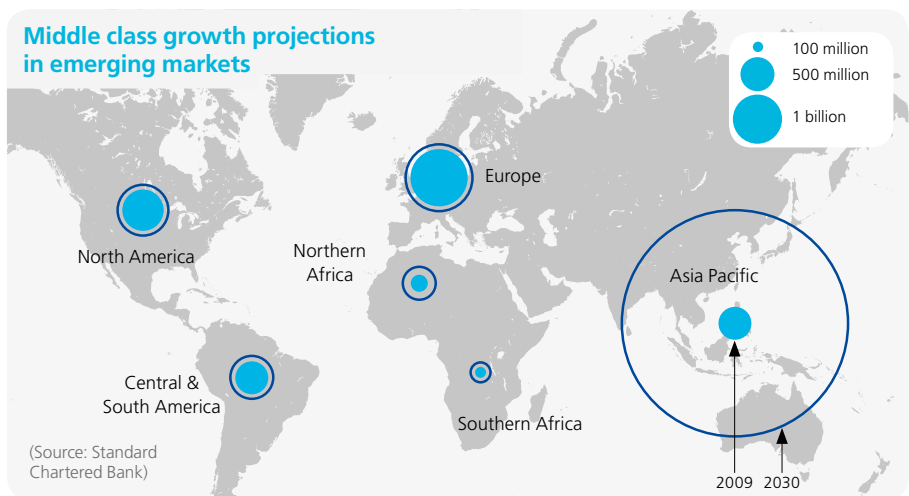 Middle class growth projections
in emerging markets
100 million
500 million
1 billion
Europe
North America
Northern
Africa
Asia Pacific
Central &
South America
Southern Africa
(Source: Standard
Chartered Bank)
2009
2030